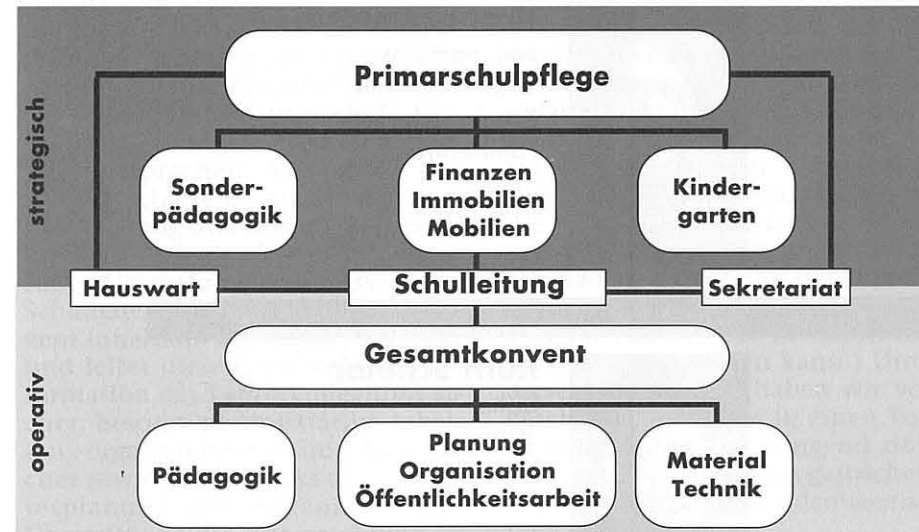 strategisch
Primarschulpflege
Sonder-
pädagogik
Finanzen
Immobilien
Mobilien
Kinder-
garten
Hauswart
Schulleitung
Sekretariat
operativ
Gesamtkonvent
Pädagogik
Planung
Organisation
Öffentlichkeitsarbeit
Material
Technik